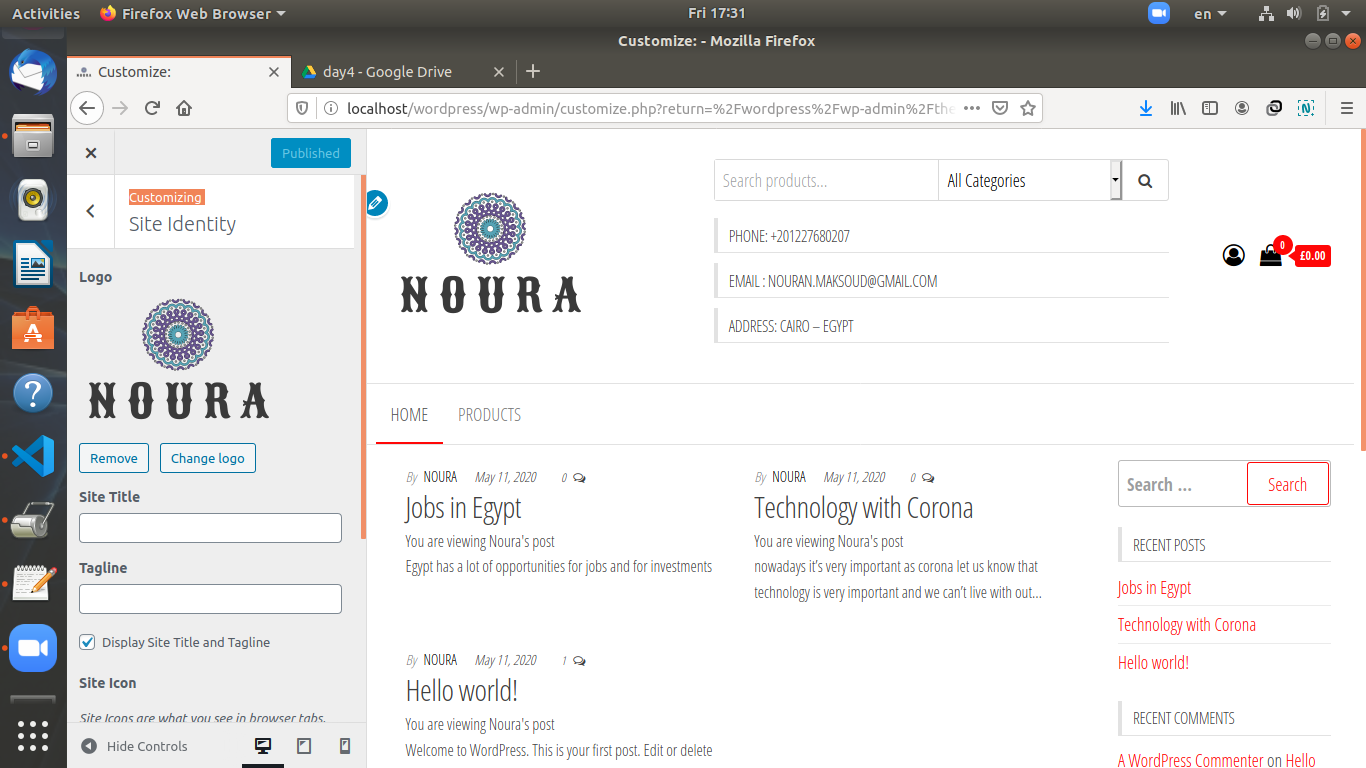 Activities
Firefox Web Browser
Fri 17:31
en
Customize: - Mozilla Firefox
Customize:
day4 - Google Drive
localhost/wordpress/wp-admin/customize.php?return=%2Fwordpress%2Fwp-admin%2Fthe
Published
Customizing
Site Identity
Logo
NOURA
Remove
Change logo
Site Title
Tagline
Display Site Title and Tagline
Site Icon
Site Icons are what you see in browser tabs,
Hide Controls
NOURA
Search products...
All Categories
PHONE: +201227680207
EMAIL : NOURAN.MAKSOUD@GMAIL.COM
ADDRESS: CAIRO – EGYPT
0
£0.00
HOME
PRODUCTS
By NOURA May 11, 2020 0
Jobs in Egypt
You are viewing Noura's post
Egypt has a lot of opportunities for jobs and for investments
By NOURA May 11, 2020 0
Technology with Corona
You are viewing Noura's post
nowadays it’s very important as corona let us know that
technology is very important and we can’t live with out…
By NOURA May 11, 2020 1
Hello world!
You are viewing Noura's post
Welcome to WordPress. This is your first post. Edit or delete
Search …
Search
RECENT POSTS
Jobs in Egypt
Technology with Corona
Hello world!
RECENT COMMENTS
A WordPress Commenter on Hello